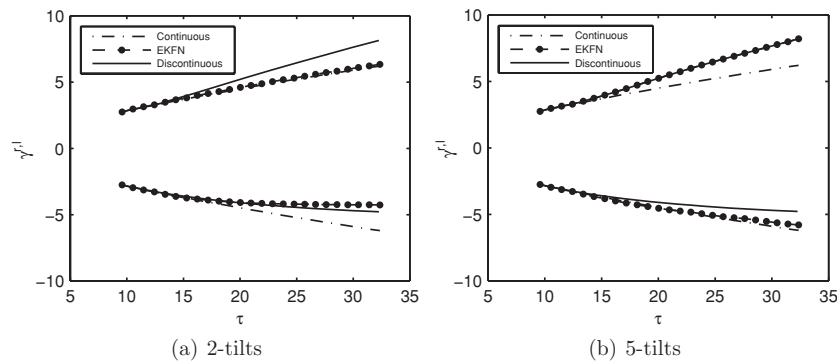 10
5
0
−5
−10
γ^{r,l}
Continuous
EKFN
Discontinuous
5 10 15 20 25 30 35
τ
(a) 2-tilts
10
5
0
−5
−10
γ^{r,l}
Continuous
EKFN
Discontinuous
5 10 15 20 25 30 35
τ
(b) 5-tilts